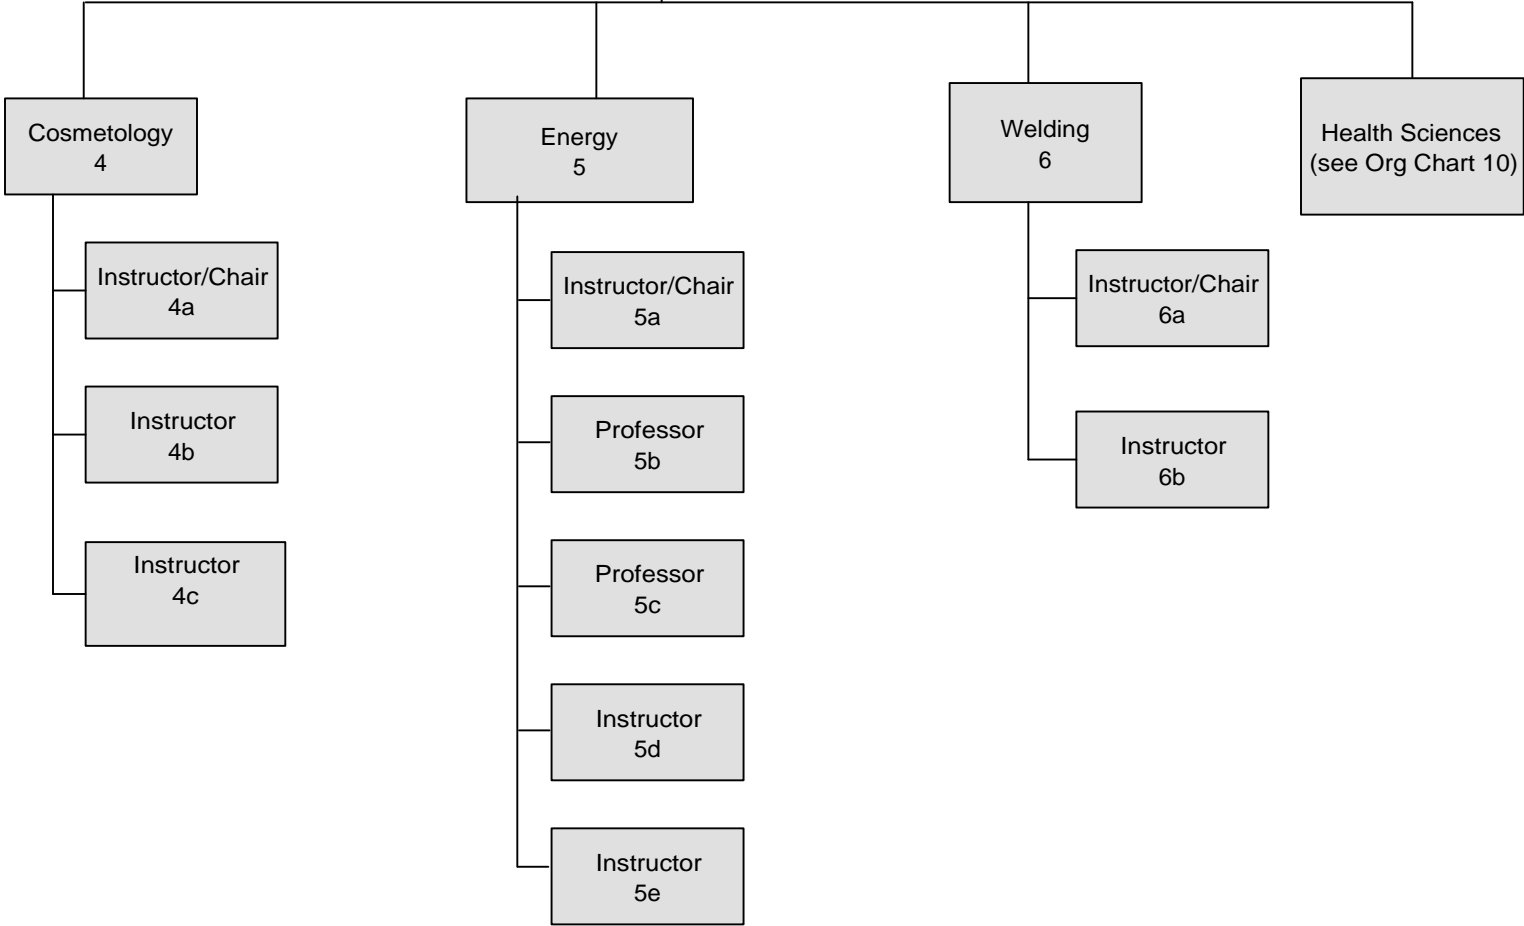 Cosmetology
4
Energy
5
Welding
6
Health Sciences
(see Org Chart 10)
Instructor/Chair
4a
Instructor
4b
Instructor
4c
Instructor/Chair
5a
Professor
5b
Professor
5c
Instructor
5d
Instructor
5e
Instructor/Chair
6a
Instructor
6b